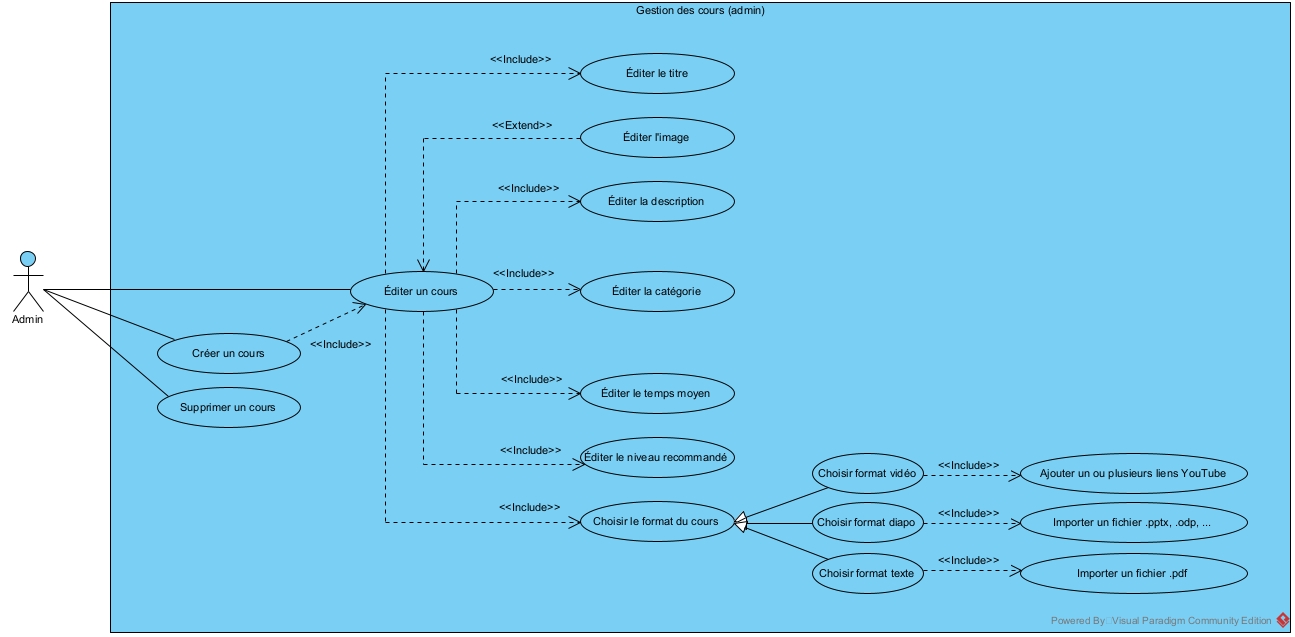 Gestion des cours (admin)
<<Include>>
Éditer le titre
<<Extend>>
Éditer l'image
<<Include>>
Éditer la description
Admin
Éditer un cours
<<Include>>
Éditer la catégorie
Créer un cours
<<Include>>
Supprimer un cours
<<Include>>
Éditer le temps moyen
<<Include>>
Éditer le niveau recommandé
<<Include>>
Choisir le format du cours
Choisir format vidéo
<<Include>>
Ajouter un ou plusieurs liens YouTube
Choisir format diapo
<<Include>>
Importer un fichier .pptx, .odp, ...
Choisir format texte
<<Include>>
Importer un fichier .pdf
Powered By Visual Paradigm Community Edition